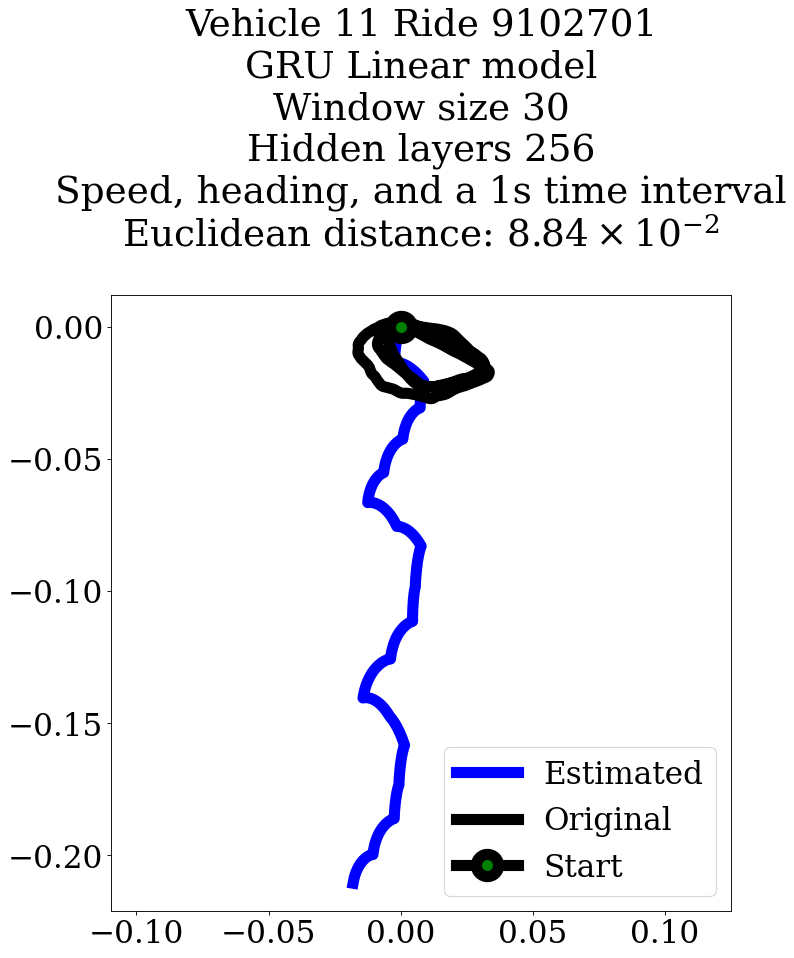 Vehicle 11 Ride 9102701
GRU Linear model
Window size 30
Hidden layers 256
Speed, heading, and a 1s time interval
Euclidean distance: 8.84 × 10⁻²
0.00
−0.05
−0.10
−0.15
−0.20
Estimated
Original
Start
−0.10 −0.05 0.00 0.05 0.10